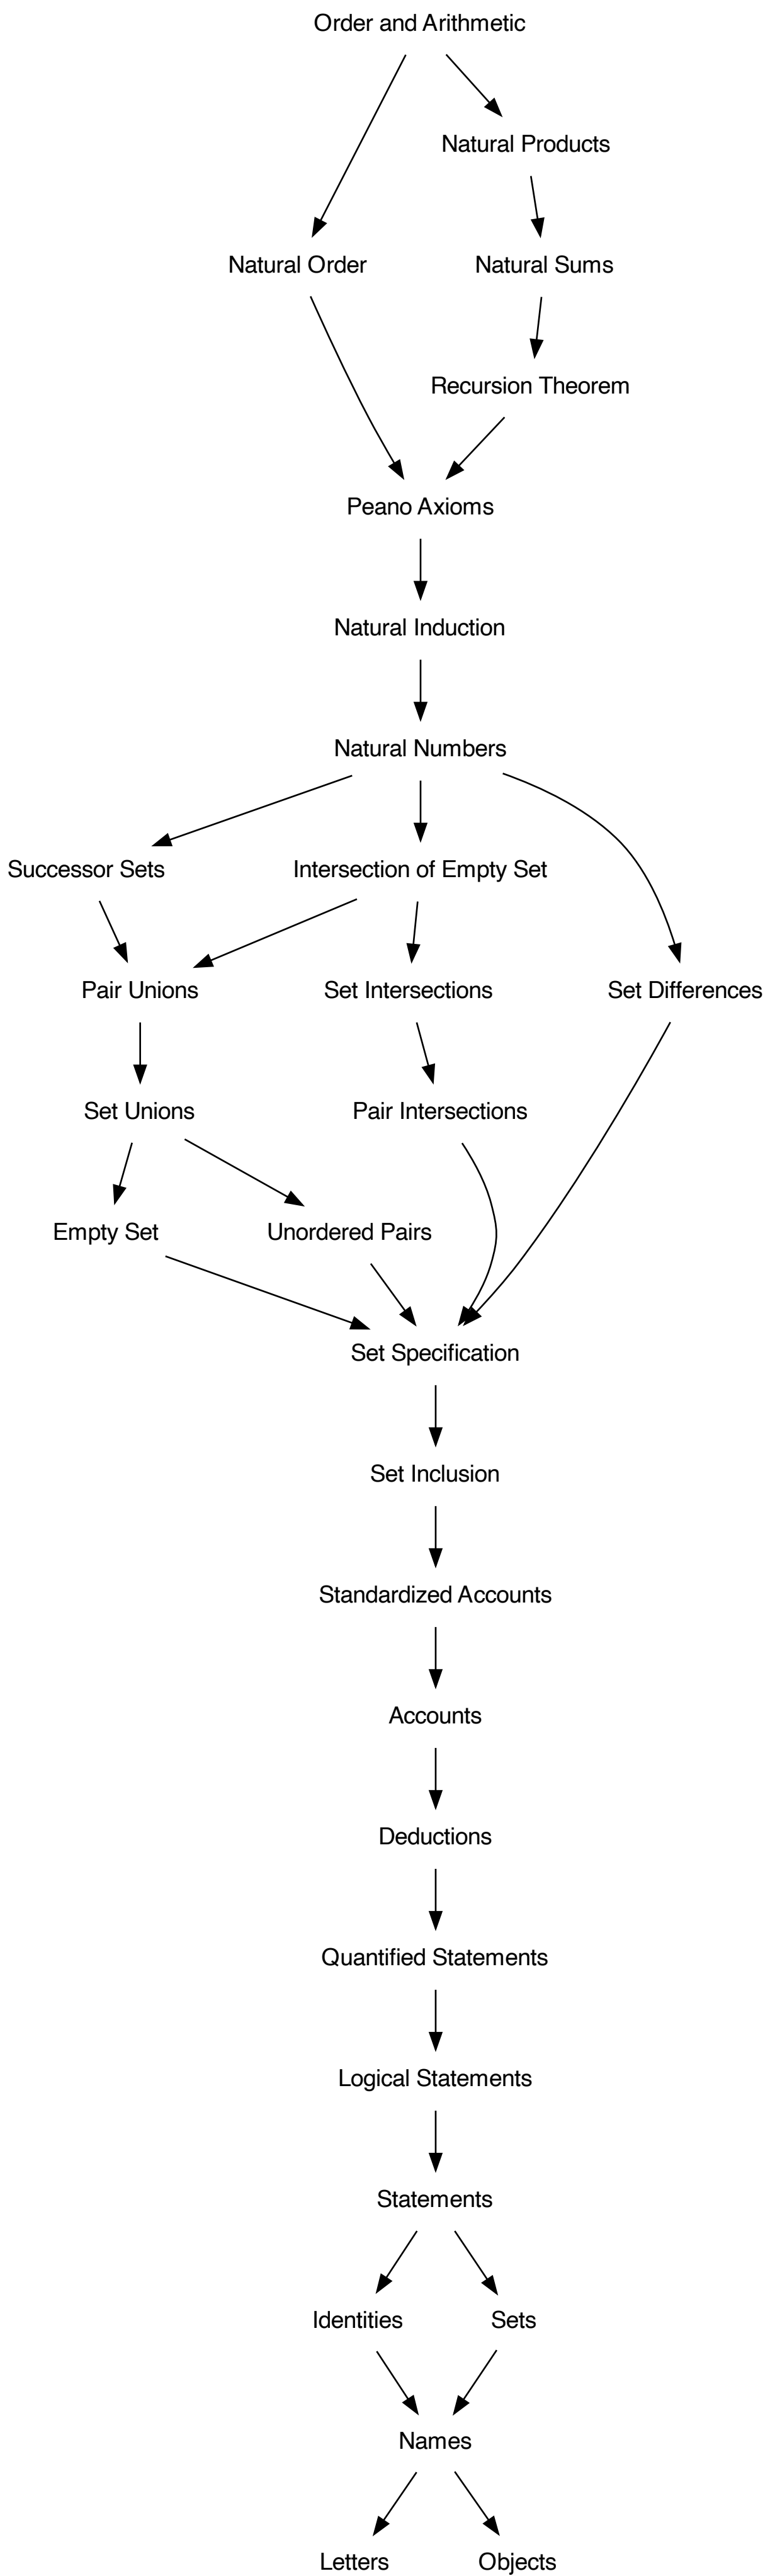 Order and Arithmetic
Natural Products
Natural Order
Natural Sums
Recursion Theorem
Peano Axioms
Natural Induction
Natural Numbers
Successor Sets
Intersection of Empty Set
Pair Unions
Set Intersections
Set Differences
Set Unions
Pair Intersections
Empty Set
Unordered Pairs
Set Specification
Set Inclusion
Standardized Accounts
Accounts
Deductions
Quantified Statements
Logical Statements
Statements
Identities
Sets
Names
Letters
Objects